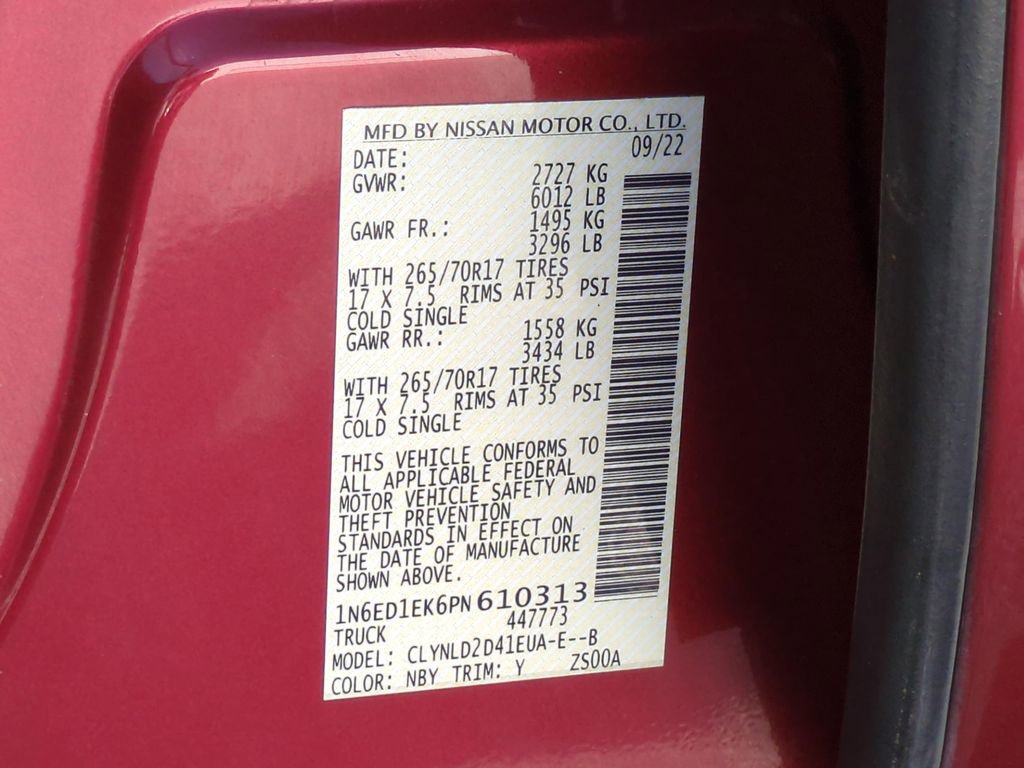 MFD BY NISSAN MOTOR CO., LTD.
DATE: 09/22
GVWR: 2727 KG
6012 LB
GAWR FR.: 1495 KG
3296 LB
WITH 265/70R17 TIRES
17 X 7.5 RIMS AT 35 PSI
COLD SINGLE
GAWR RR.: 1558 KG
3434 LB
WITH 265/70R17 TIRES
17 X 7.5 RIMS AT 35 PSI
COLD SINGLE
THIS VEHICLE CONFORMS TO
ALL APPLICABLE FEDERAL
MOTOR VEHICLE SAFETY AND
THEFT PREVENTION
STANDARDS IN EFFECT ON
THE DATE OF MANUFACTURE
SHOWN ABOVE.
1N6ED1EK6PN610313
TRUCK 447773
MODEL: CLYNLD2D41EUA-E--B
COLOR: NBY TRIM: Y ZS00A